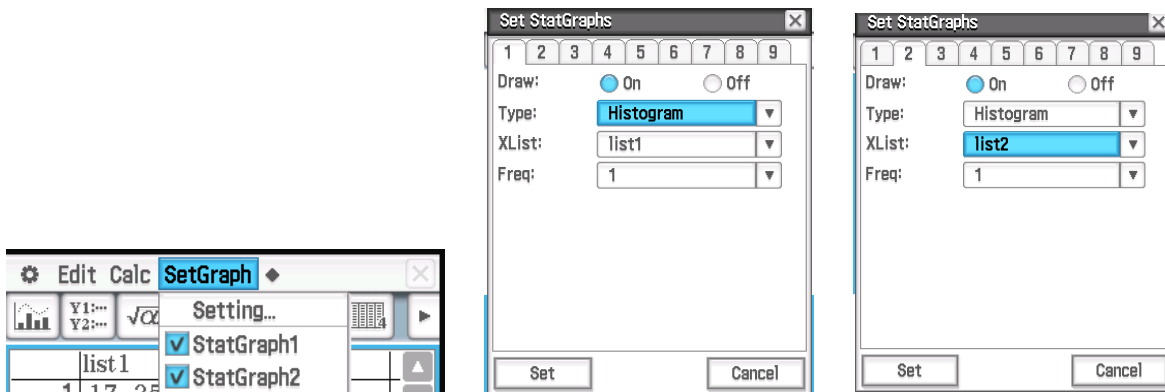 Edit Calc SetGraph
Y1:···
Y2:···
√α
4
Setting...
StatGraph1
list1
StatGraph2
1
Set StatGraphs
1 2 3 4 5 6 7 8 9
Draw: On Off
Type: Histogram
XList: list1
Freq: 1
Set Cancel
Set StatGraphs
1 2 3 4 5 6 7 8 9
Draw: On Off
Type: Histogram
XList: list2
Freq: 1
Set Cancel